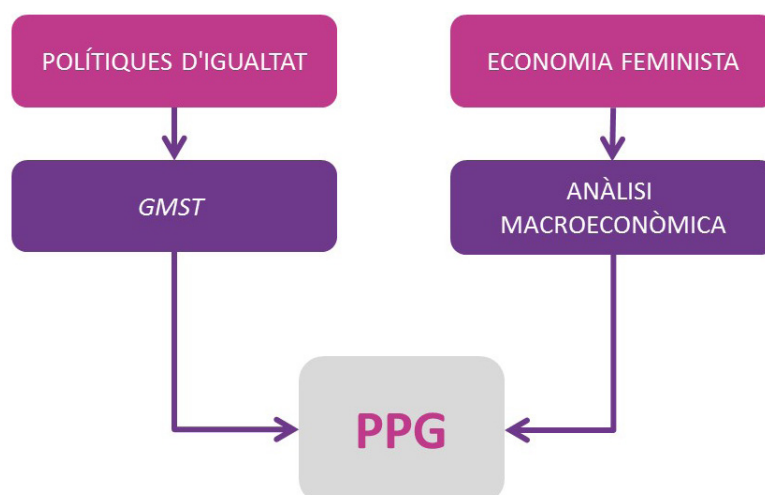 POLÍTIQUES D'IGUALTAT
ECONOMIA FEMINISTA
GMST
ANÀLISI
MACROECONÒMICA
PPG